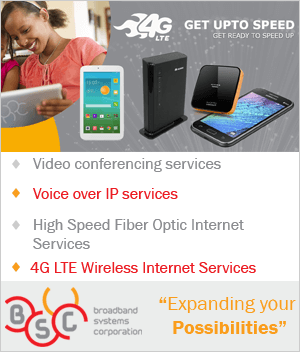 4G LTE
GET UPTO SPEED
GET READY TO SPEED UP
Video conferencing services
Voice over IP services
High Speed Fiber Optic Internet
Services
4G LTE Wireless Internet Services
BSC
broadband
systems
corporation
“Expanding your
Possibilities”